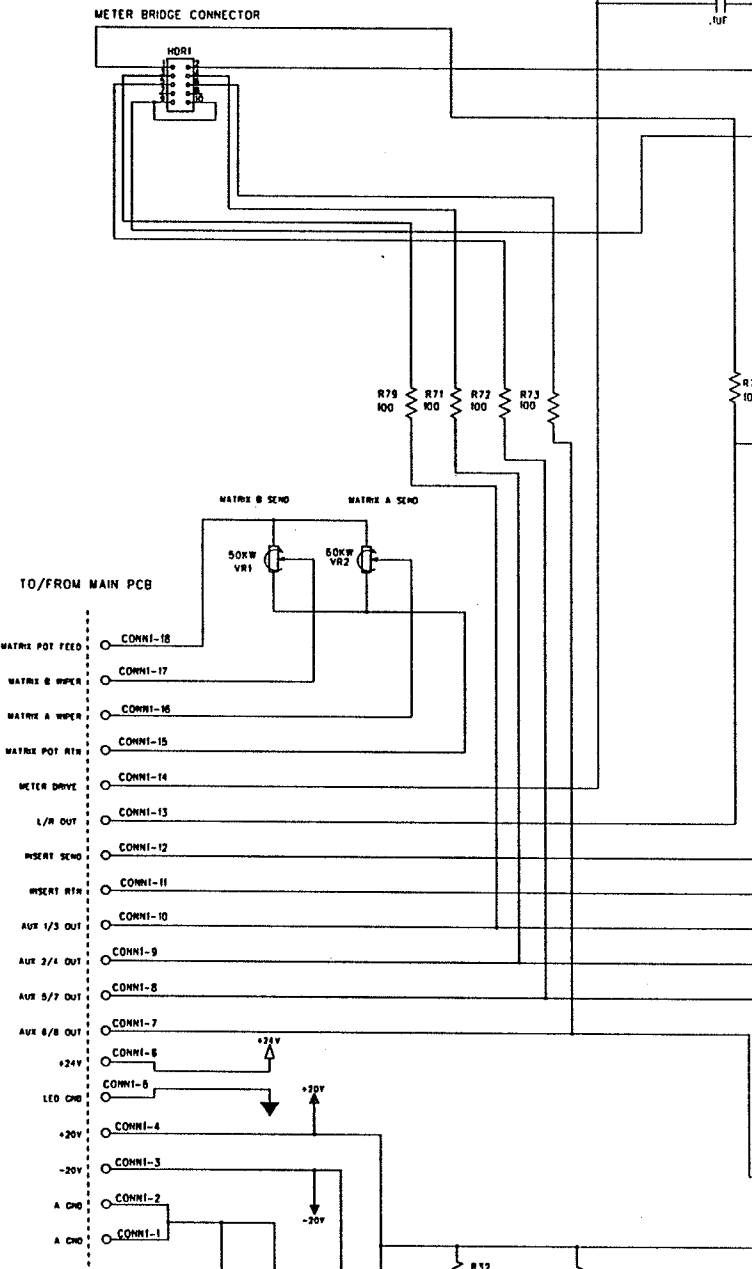 METER BRIDGE CONNECTOR
.1UF
HDR1
R79
100
R71
100
R72
100
R73
100
MATRIX B SEND
MATRIX A SEND
50KW
VR1
50KW
VR2
TO/FROM MAIN PCB
MATRIX POT FEED
CONN1-18
MATRIX B WIPER
CONN1-17
MATRIX A WIPER
CONN1-16
MATRIX POT RTN
CONN1-15
METER DRIVE
CONN1-14
L/R OUT
CONN1-13
INSERT SEND
CONN1-12
INSERT RTN
CONN1-11
AUX 1/3 OUT
CONN1-10
AUX 2/4 OUT
CONN1-9
AUX 5/7 OUT
CONN1-8
AUX 6/8 OUT
CONN1-7
+24V
CONN1-6
+24V
LED GND
CONN1-5
+20V
+20V
CONN1-4
-20V
CONN1-3
A GND
CONN1-2
-20V
A GND
CONN1-1
R32